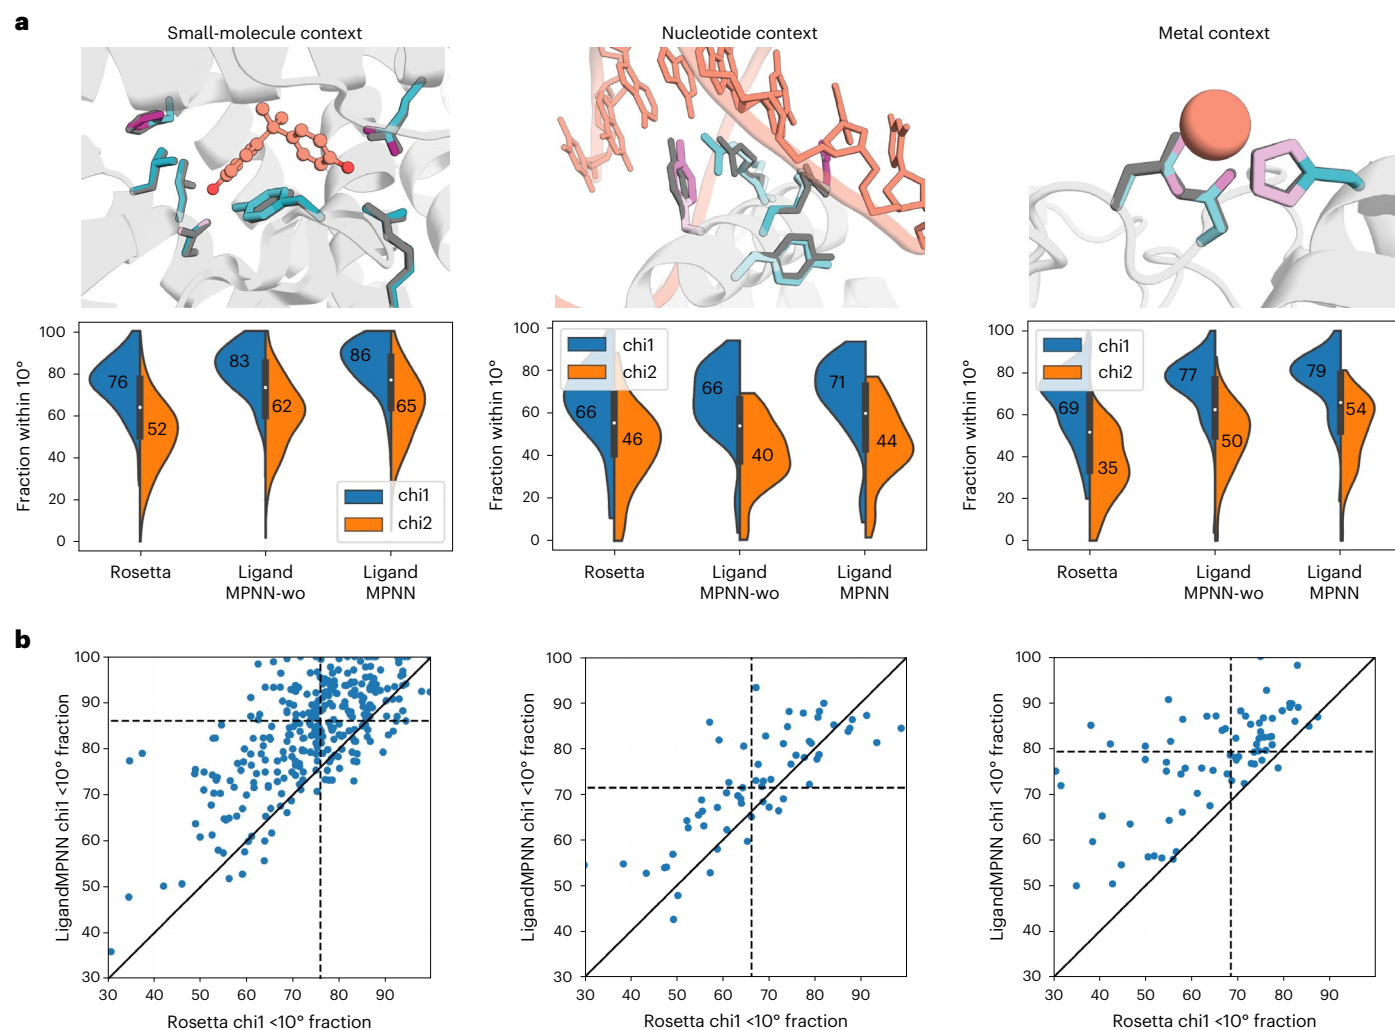 a
Small-molecule context
Nucleotide context
Metal context
Fraction within 10°
100
80
60
40
20
0
76
52
83
62
86
65
chi1
chi2
Rosetta
Ligand
MPNN-wo
Ligand
MPNN
Fraction within 10°
100
80
60
40
20
0
chi1
chi2
66
46
66
40
71
44
Rosetta
Ligand
MPNN-wo
Ligand
MPNN
Fraction within 10°
100
80
60
40
20
0
chi1
chi2
69
35
77
50
79
54
Rosetta
Ligand
MPNN-wo
Ligand
MPNN
b
LigandMPNN chi1 <10° fraction
100
90
80
70
60
50
40
30
30
40
50
60
70
80
90
Rosetta chi1 <10° fraction
LigandMPNN chi1 <10° fraction
100
90
80
70
60
50
40
30
30
40
50
60
70
80
90
Rosetta chi1 <10° fraction
LigandMPNN chi1 <10° fraction
100
90
80
70
60
50
40
30
30
40
50
60
70
80
90
Rosetta chi1 <10° fraction